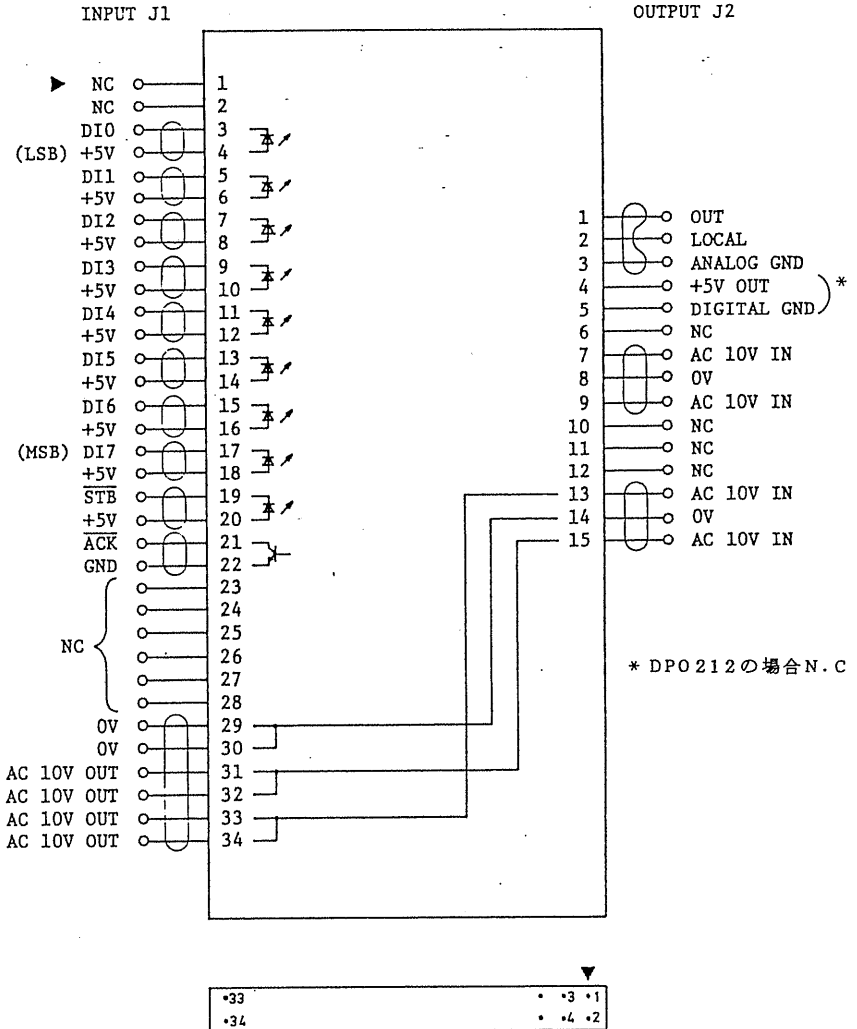 INPUT J1
OUTPUT J2
NC 1
NC 2
DI0 3
(LSB) +5V 4
DI1 5
+5V 6
DI2 7
+5V 8
DI3 9
+5V 10
DI4 11
+5V 12
DI5 13
+5V 14
DI6 15
+5V 16
(MSB) DI7 17
+5V 18
STB 19
+5V 20
ACK 21
GND 22
23
24
25
NC
26
27
28
0V 29
0V 30
AC 10V OUT 31
AC 10V OUT 32
AC 10V OUT 33
AC 10V OUT 34
1 OUT
2 LOCAL
3 ANALOG GND
4 +5V OUT
*
5 DIGITAL GND
6 NC
7 AC 10V IN
8 0V
9 AC 10V IN
10 NC
11 NC
12 NC
13 AC 10V IN
14 0V
15 AC 10V IN
* DPO212の場合N.C
•33 • •3 •1
•34 • •4 •2